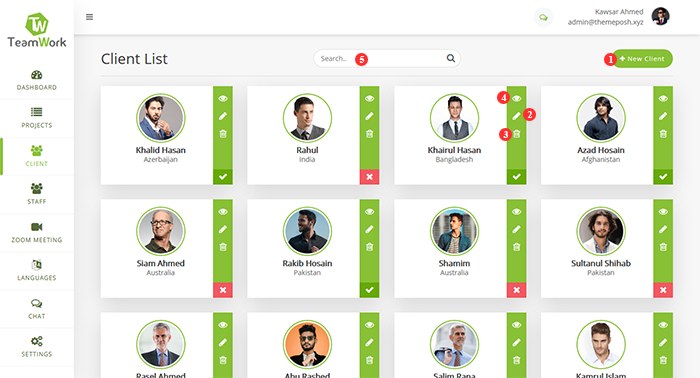 TW
TeamWork
Kawsar Ahmed
admin@themeposh.xyz
DASHBOARD
PROJECTS
CLIENT
STAFF
ZOOM MEETING
LANGUAGES
CHAT
SETTINGS
Client List
Search..
5
1
New Client
4
2
3
Khalid Hasan
Azerbaijan
Rahul
India
Khairul Hasan
Bangladesh
Azad Hosain
Afghanistan
Siam Ahmed
Australia
Rakib Hosain
Pakistan
Shamim
Australia
Sultanul Shihab
Pakistan
Rasel Ahmed
Abu Rashed
Salim Rana
Kamrul Islam